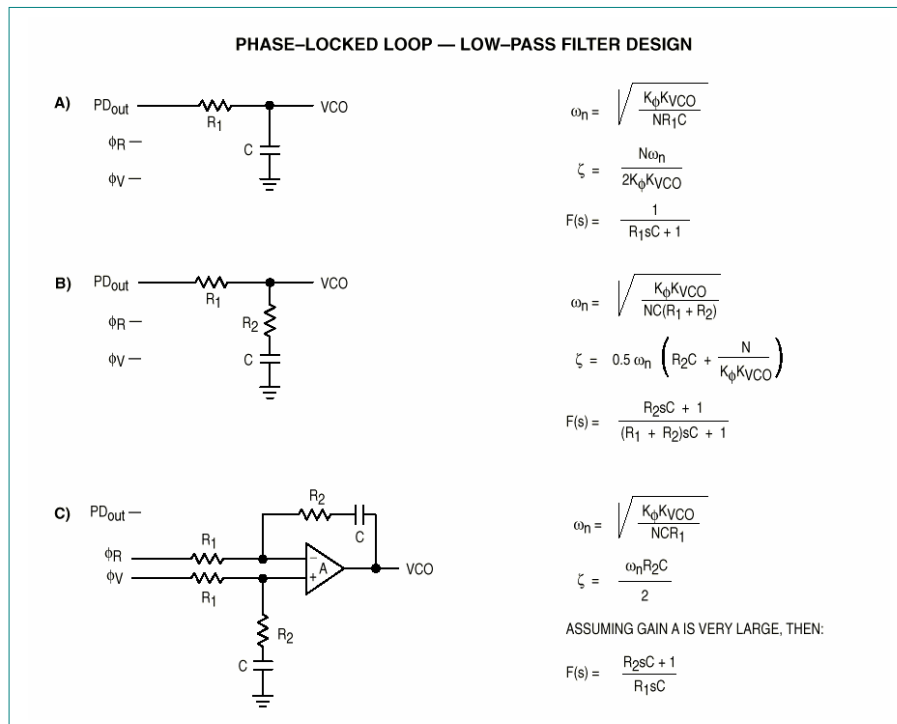 PHASE–LOCKED LOOP — LOW–PASS FILTER DESIGN
A) PDout R1 VCO
ϕR
C
ϕV
ωn = √ KϕKVCO / NR1C
ζ = Nωn / 2KϕKVCO
F(s) = 1 / R1sC + 1
B) PDout R1 VCO
R2
ϕR
C
ϕV
ωn = √ KϕKVCO / NC(R1 + R2)
ζ = 0.5 ωn (R2C + N / KϕKVCO)
F(s) = R2sC + 1 / (R1 + R2)sC + 1
C) PDout
R2
C
ϕR R1
ϕV R1
− A +
VCO
R2
C
ωn = √ KϕKVCO / NCR1
ζ = ωnR2C / 2
ASSUMING GAIN A IS VERY LARGE, THEN:
F(s) = R2sC + 1 / R1sC